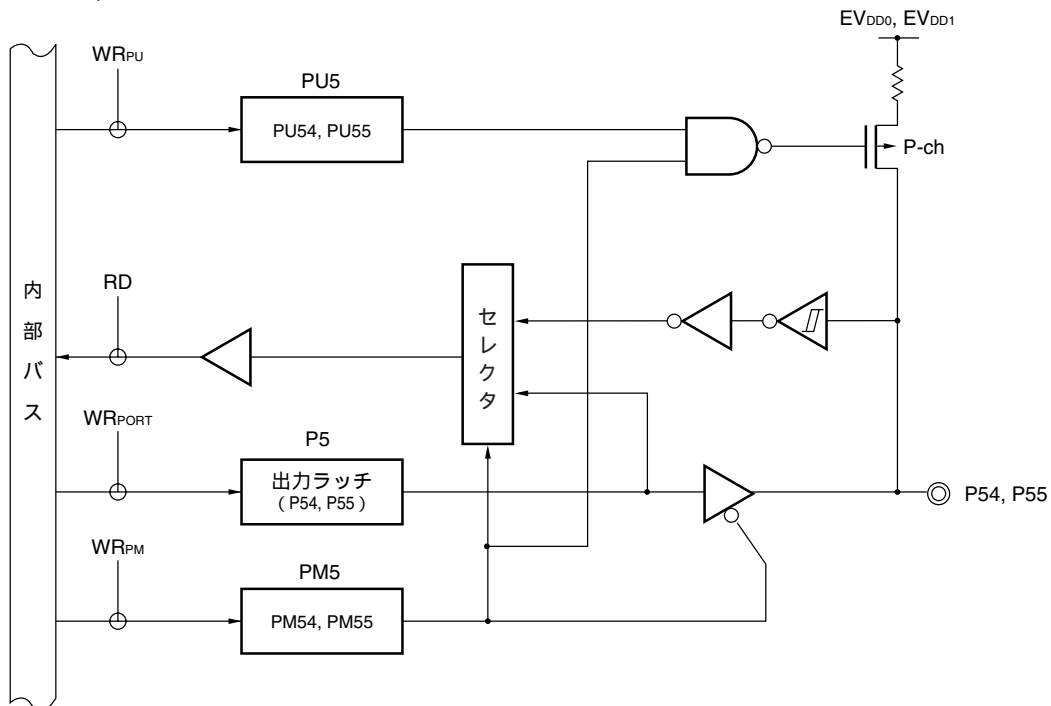 EVDD0, EVDD1
WRPU
PU5
PU54, PU55
P-ch
内部バス
RD
セレクタ
WRPORT
P5
出力ラッチ
(P54, P55)
P54, P55
WRPM
PM5
PM54, PM55